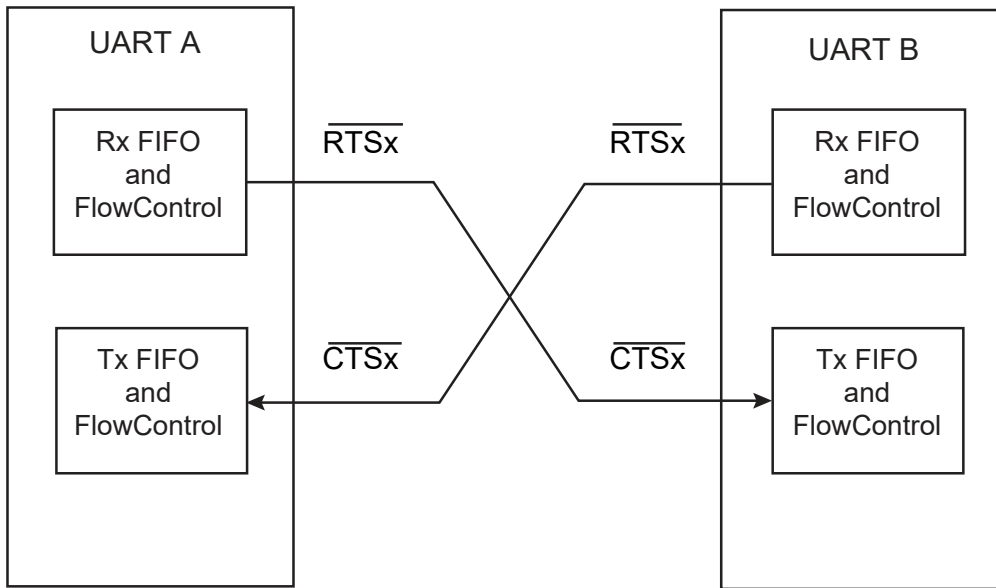 UART A
Rx FIFO
and
FlowControl
RTSx
Tx FIFO
and
FlowControl
CTSx
UART B
RTSx
Rx FIFO
and
FlowControl
CTSx
Tx FIFO
and
FlowControl